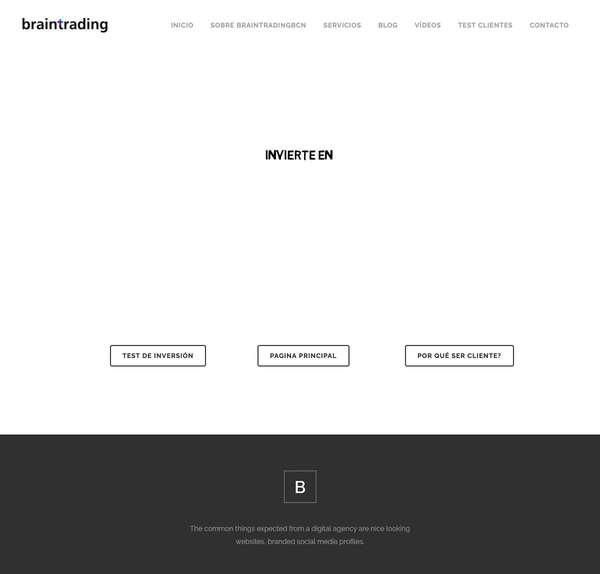 braintrading
INICIO SOBRE BRAINTRADINGBCN SERVICIOS BLOG VÍDEOS TEST CLIENTES CONTACTO
INVIERTE EN
TEST DE INVERSIÓN PAGINA PRINCIPAL POR QUÉ SER CLIENTE?
B
The common things expected from a digital agency are nice looking
websites, branded social media profiles.